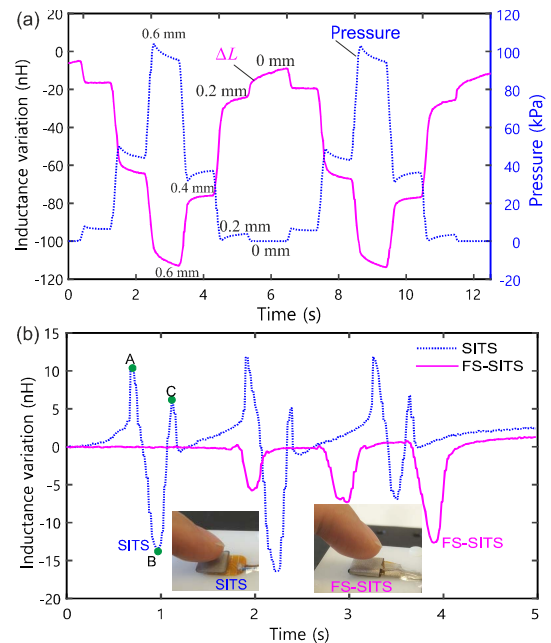 (a)
0.6 mm
Pressure
ΔL
0 mm
0.2 mm
0.4 mm
0.2 mm
0 mm
0.6 mm
20
0
-20
-40
-60
-80
-100
-120
Inductance variation (nH)
120
100
80
60
40
20
0
-20
Pressure (kPa)
0 2 4 6 8 10 12
Time (s)
(b)
SITS
FS-SITS
A
C
B
SITS
SITS
FS-SITS
FS-SITS
15
10
5
0
-5
-10
-15
-20
Inductance variation (nH)
0 1 2 3 4 5
Time (s)